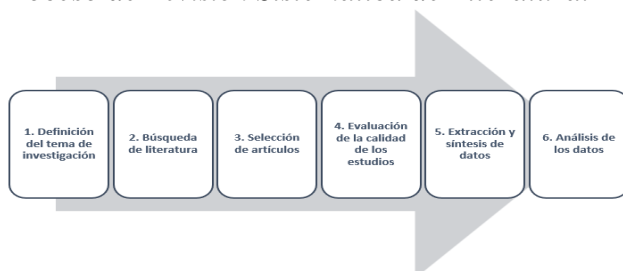 1. Definición
del tema de
investigación
2. Búsqueda
de literatura
3. Selección
de artículos
4. Evaluación
de la calidad
de los
estudios
5. Extracción y
síntesis de
datos
6. Análisis de
los datos